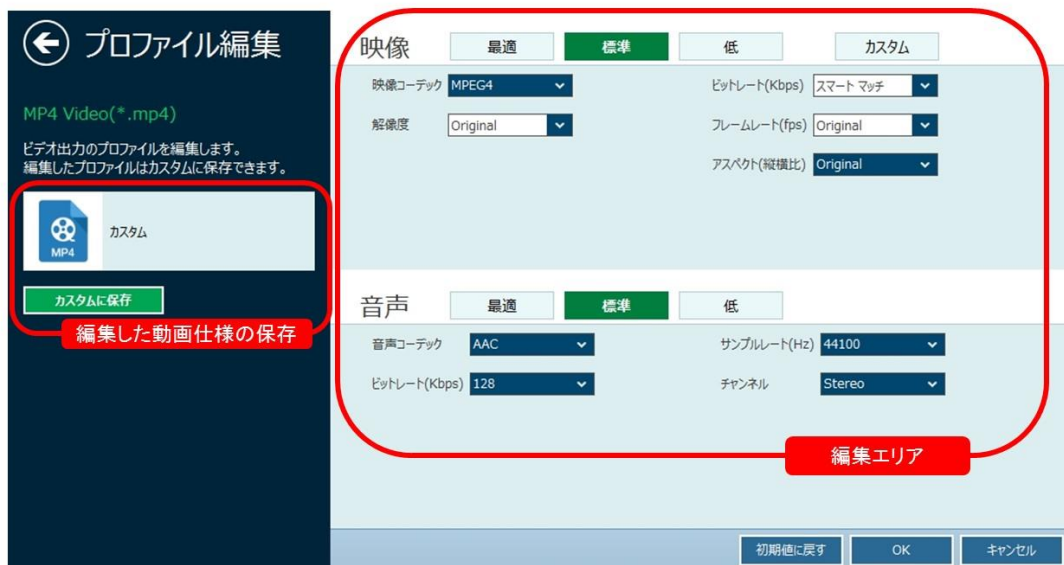 プロファイル編集
MP4 Video(*.mp4)
ビデオ出力のプロファイルを編集します。
編集したプロファイルはカスタムに保存できます。
MP4
カスタム
カスタムに保存
編集した動画仕様の保存
映像 最適 標準 低 カスタム
映像コーデック MPEG4 ビットレート(Kbps) スマート マッチ
解像度 Original フレームレート(fps) Original
アスペクト(縦横比) Original
音声 最適 標準 低
音声コーデック AAC サンプルレート(Hz) 44100
ビットレート(Kbps) 128 チャンネル Stereo
編集エリア
初期値に戻す OK キャンセル